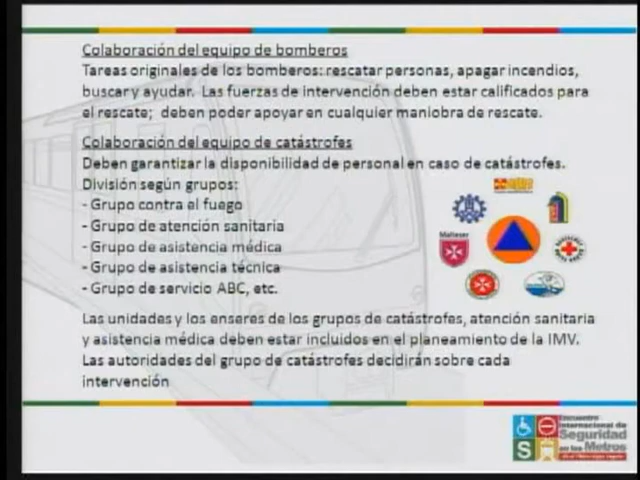 Colaboración del equipo de bomberos
Tareas originales de los bomberos: rescatar personas, apagar incendios,
buscar y ayudar. Las fuerzas de intervención deben estar calificados para
el rescate; deben poder apoyar en cualquier maniobra de rescate.
Colaboración del equipo de catástrofes
Deben garantizar la disponibilidad de personal en caso de catástrofes.
División según grupos:
- Grupo contra el fuego
- Grupo de atención sanitaria
- Grupo de asistencia médica
- Grupo de asistencia técnica
- Grupo de servicio ABC, etc.
Malteser
Las unidades y los enseres de los grupos de catástrofes, atención sanitaria
y asistencia médica deben estar incluidos en el planeamiento de la IMV.
Las autoridades del grupo de catástrofes decidirán sobre cada
intervención
Encuentro
Internacional de
Seguridad
en los Metros
S